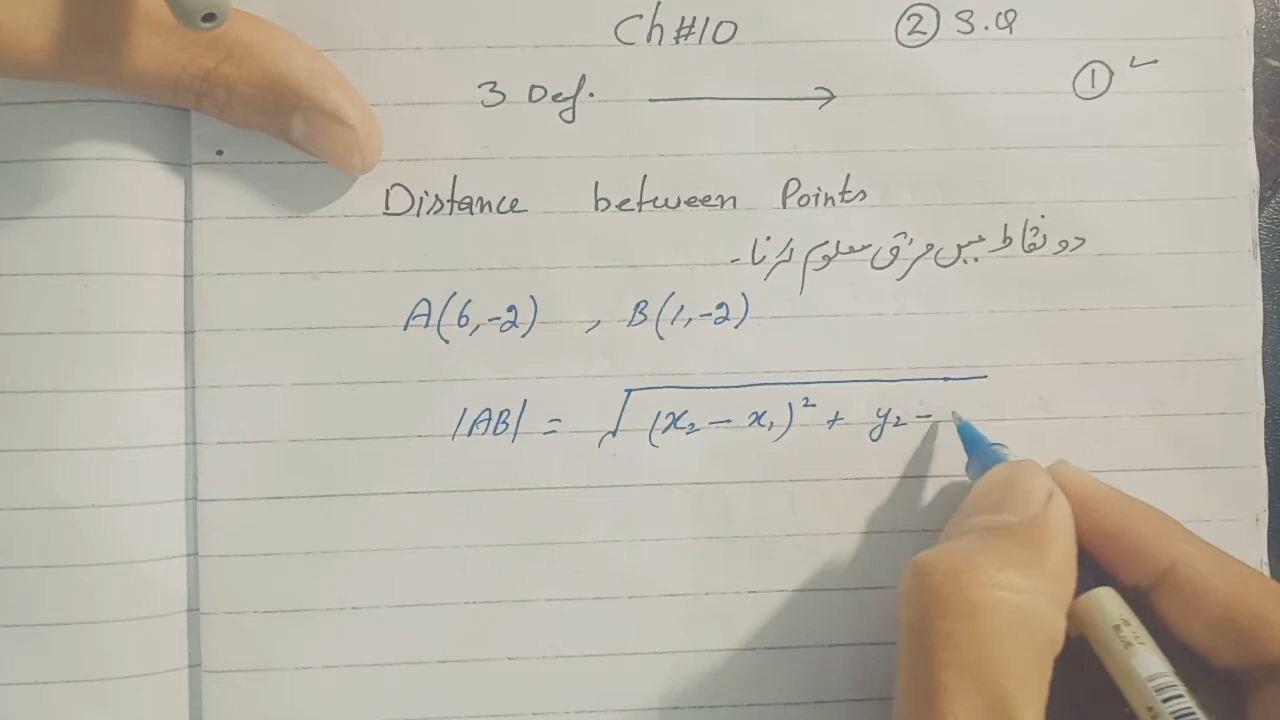 Ch#10 ② S.Q
3 Def. → ①
Distance between Points
دو نقاط میں فرق معلوم کرنا۔
A(6,-2) , B(1,-2)
|AB| = √(x₂ - x₁)² + y₂ -
BLUE